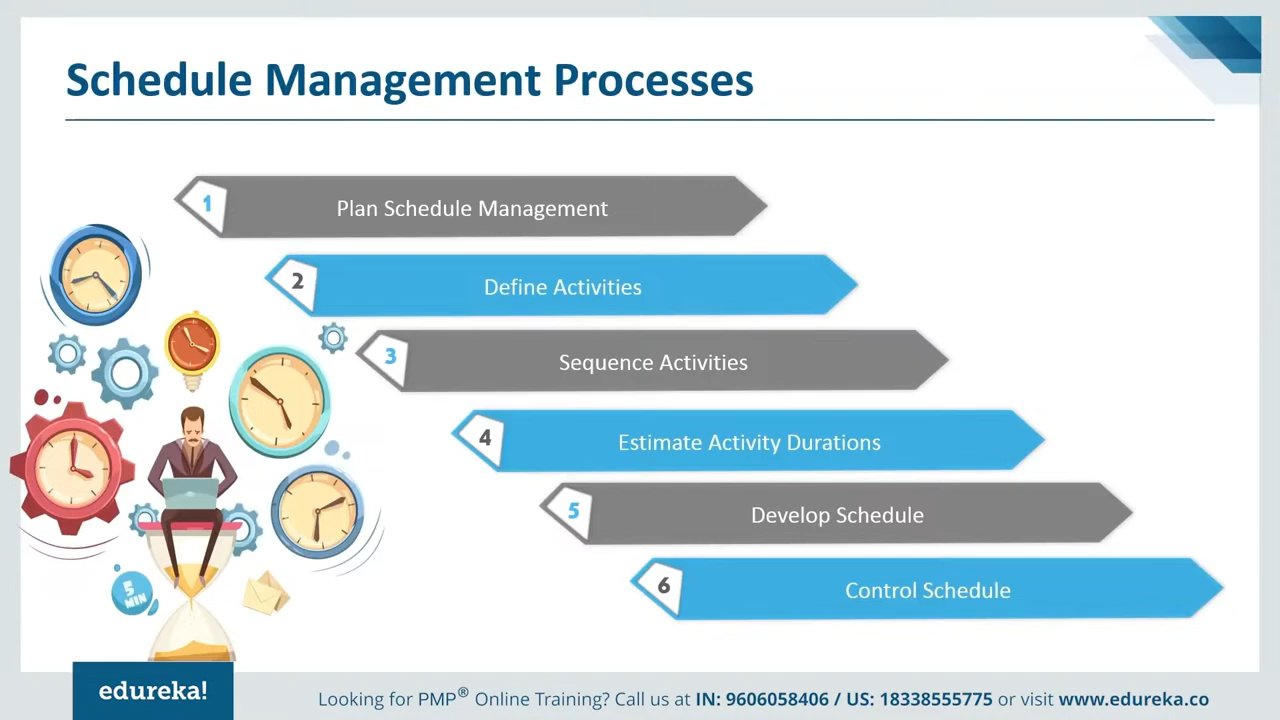 Schedule Management Processes
1
Plan Schedule Management
2
Define Activities
3
Sequence Activities
4
Estimate Activity Durations
5
Develop Schedule
6
Control Schedule
5
MIN
edureka!
Looking for PMP® Online Training? Call us at IN: 9606058406 / US: 18338555775 or visit www.edureka.co